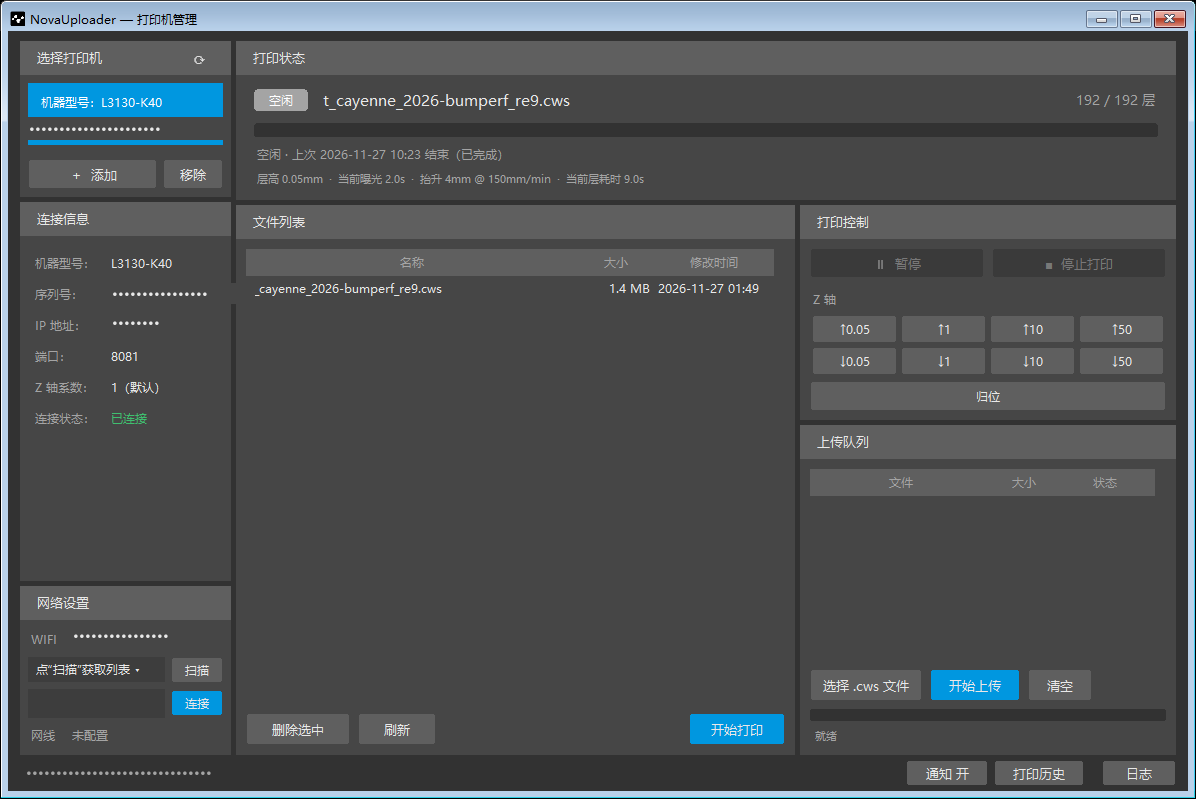 NovaUploader — 打印机管理
选择打印机 ⟳
机器型号：L3130-K40
••••••••••••••••••••••
+ 添加 移除
连接信息
机器型号： L3130-K40
序列号： ••••••••••••••••
IP 地址： ••••••••
端口： 8081
Z 轴系数： 1（默认）
连接状态： 已连接
网络设置
WIFI ••••••••••••••••
点“扫描”获取列表 扫描
连接
网线 未配置
•••••••••••••••••••••••••••••••
打印状态
空闲 t_cayenne_2026-bumperf_re9.cws 192 / 192 层
空闲 · 上次 2026-11-27 10:23 结束（已完成）
层高 0.05mm · 当前曝光 2.0s · 抬升 4mm @ 150mm/min · 当前层耗时 9.0s
文件列表
名称 大小 修改时间
_cayenne_2026-bumperf_re9.cws 1.4 MB 2026-11-27 01:49
删除选中 刷新 开始打印
打印控制
⏸ 暂停 ■ 停止打印
Z 轴
↑0.05 ↑1 ↑10 ↑50
↓0.05 ↓1 ↓10 ↓50
归位
上传队列
文件 大小 状态
选择 .cws 文件 开始上传 清空
就绪
通知 开 打印历史 日志